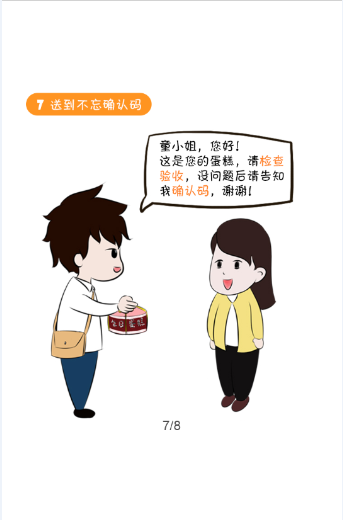 7 送到不忘确认码
董小姐，您好！
这是您的蛋糕，请检查
验收，没问题后请告知
我确认码，谢谢！
生日蛋糕
7/8